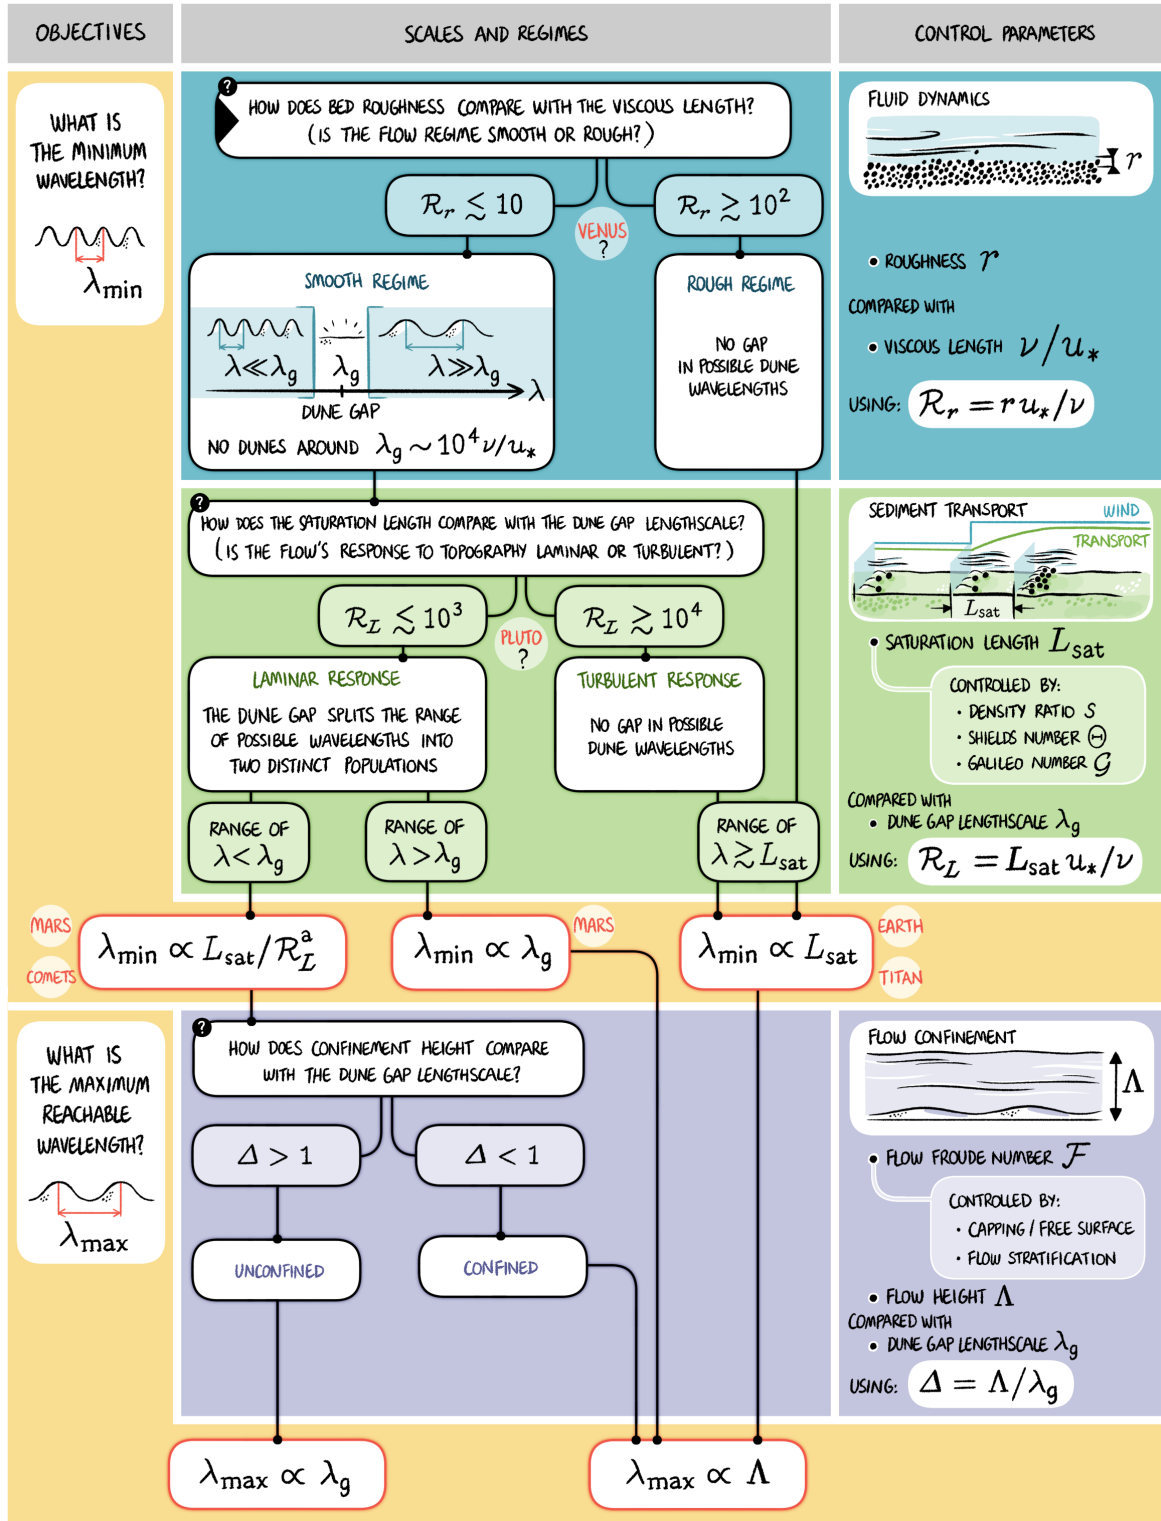 OBJECTIVES
SCALES AND REGIMES
CONTROL PARAMETERS
WHAT IS
THE MINIMUM
WAVELENGTH?
λmin
?
HOW DOES BED ROUGHNESS COMPARE WITH THE VISCOUS LENGTH?
(IS THE FLOW REGIME SMOOTH OR ROUGH?)
ℛr ≲ 10
ℛr ≳ 10²
VENUS
?
SMOOTH REGIME
λ≪λg
λg
λ≫λg
λ
DUNE GAP
NO DUNES AROUND λg ~ 10⁴ν/u*
ROUGH REGIME
NO GAP
IN POSSIBLE DUNE
WAVELENGTHS
FLUID DYNAMICS
r
• ROUGHNESS r
COMPARED WITH
• VISCOUS LENGTH ν/u*
USING: ℛr = r u*/ν
?
HOW DOES THE SATURATION LENGTH COMPARE WITH THE DUNE GAP LENGTHSCALE?
(IS THE FLOW'S RESPONSE TO TOPOGRAPHY LAMINAR OR TURBULENT?)
ℛL ≲ 10³
ℛL ≳ 10⁴
PLUTO
?
LAMINAR RESPONSE
THE DUNE GAP SPLITS THE RANGE
OF POSSIBLE WAVELENGTHS INTO
TWO DISTINCT POPULATIONS
TURBULENT RESPONSE
NO GAP IN POSSIBLE
DUNE WAVELENGTHS
RANGE OF
λ < λg
RANGE OF
λ > λg
RANGE OF
λ ≳ Lsat
SEDIMENT TRANSPORT
WIND
TRANSPORT
Lsat
• SATURATION LENGTH Lsat
CONTROLLED BY:
• DENSITY RATIO S
• SHIELDS NUMBER Θ
• GALILEO NUMBER G
COMPARED WITH
• DUNE GAP LENGTHSCALE λg
USING: ℛL = Lsat u*/ν
MARS
COMETS
λmin ∝ Lsat/ℛLᵃ
λmin ∝ λg
MARS
λmin ∝ Lsat
EARTH
TITAN
WHAT IS
THE MAXIMUM
REACHABLE
WAVELENGTH?
λmax
?
HOW DOES CONFINEMENT HEIGHT COMPARE
WITH THE DUNE GAP LENGTHSCALE?
Δ > 1
Δ < 1
UNCONFINED
CONFINED
FLOW CONFINEMENT
Λ
• FLOW FROUDE NUMBER ℱ
CONTROLLED BY:
• CAPPING / FREE SURFACE
• FLOW STRATIFICATION
• FLOW HEIGHT Λ
COMPARED WITH
• DUNE GAP LENGTHSCALE λg
USING: Δ = Λ/λg
λmax ∝ λg
λmax ∝ Λ